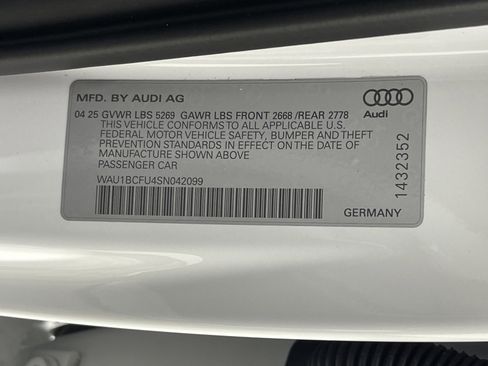 MFD. BY AUDI AG
04 25 GVWR LBS 5269 GAWR LBS FRONT 2668 /REAR 2778
THIS VEHICLE CONFORMS TO ALL APPLICABLE U.S.
FEDERAL MOTOR VEHICLE SAFETY, BUMPER AND THEFT
PREVENTION STANDARDS IN EFFECT ON THE DATE
OF MANUFACTURE SHOWN ABOVE
PASSENGER CAR
WAU1BCFU4SN042099
Audi
1432352
GERMANY